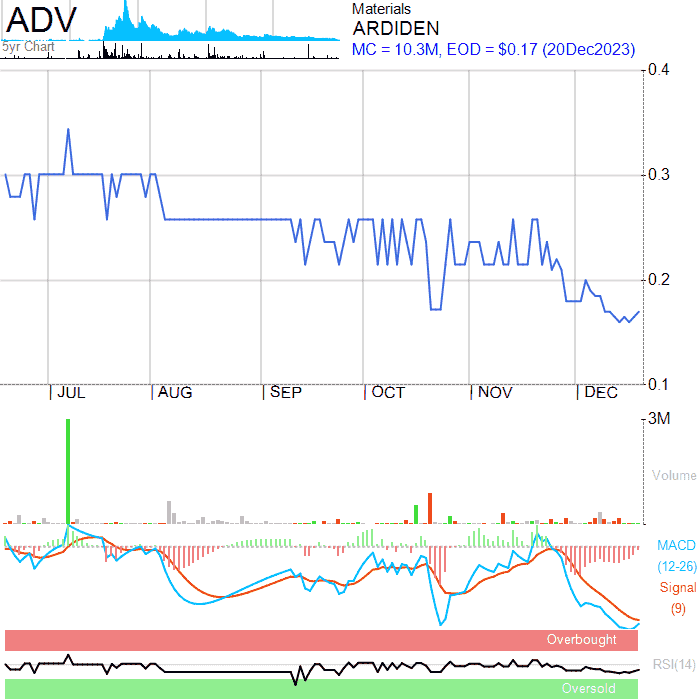 ADV
5yr Chart
Materials
ARDIDEN
MC = 10.3M, EOD = $0.17 (20Dec2023)
0.4
0.3
0.2
0.1
JUL AUG SEP OCT NOV DEC
3M
Volume
MACD
(12-26)
Signal
(9)
Overbought
RSI(14)
Oversold